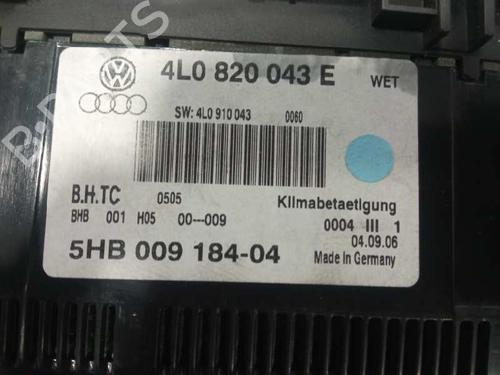 4L0 820 043 E WET
SW: 4L0 910 043 0060
B.H.TC 0505 Klimabetaetigung
BHB 001 H05 00---009 0004 III 1
04.09.06
5HB 009 184-04 Made in Germany